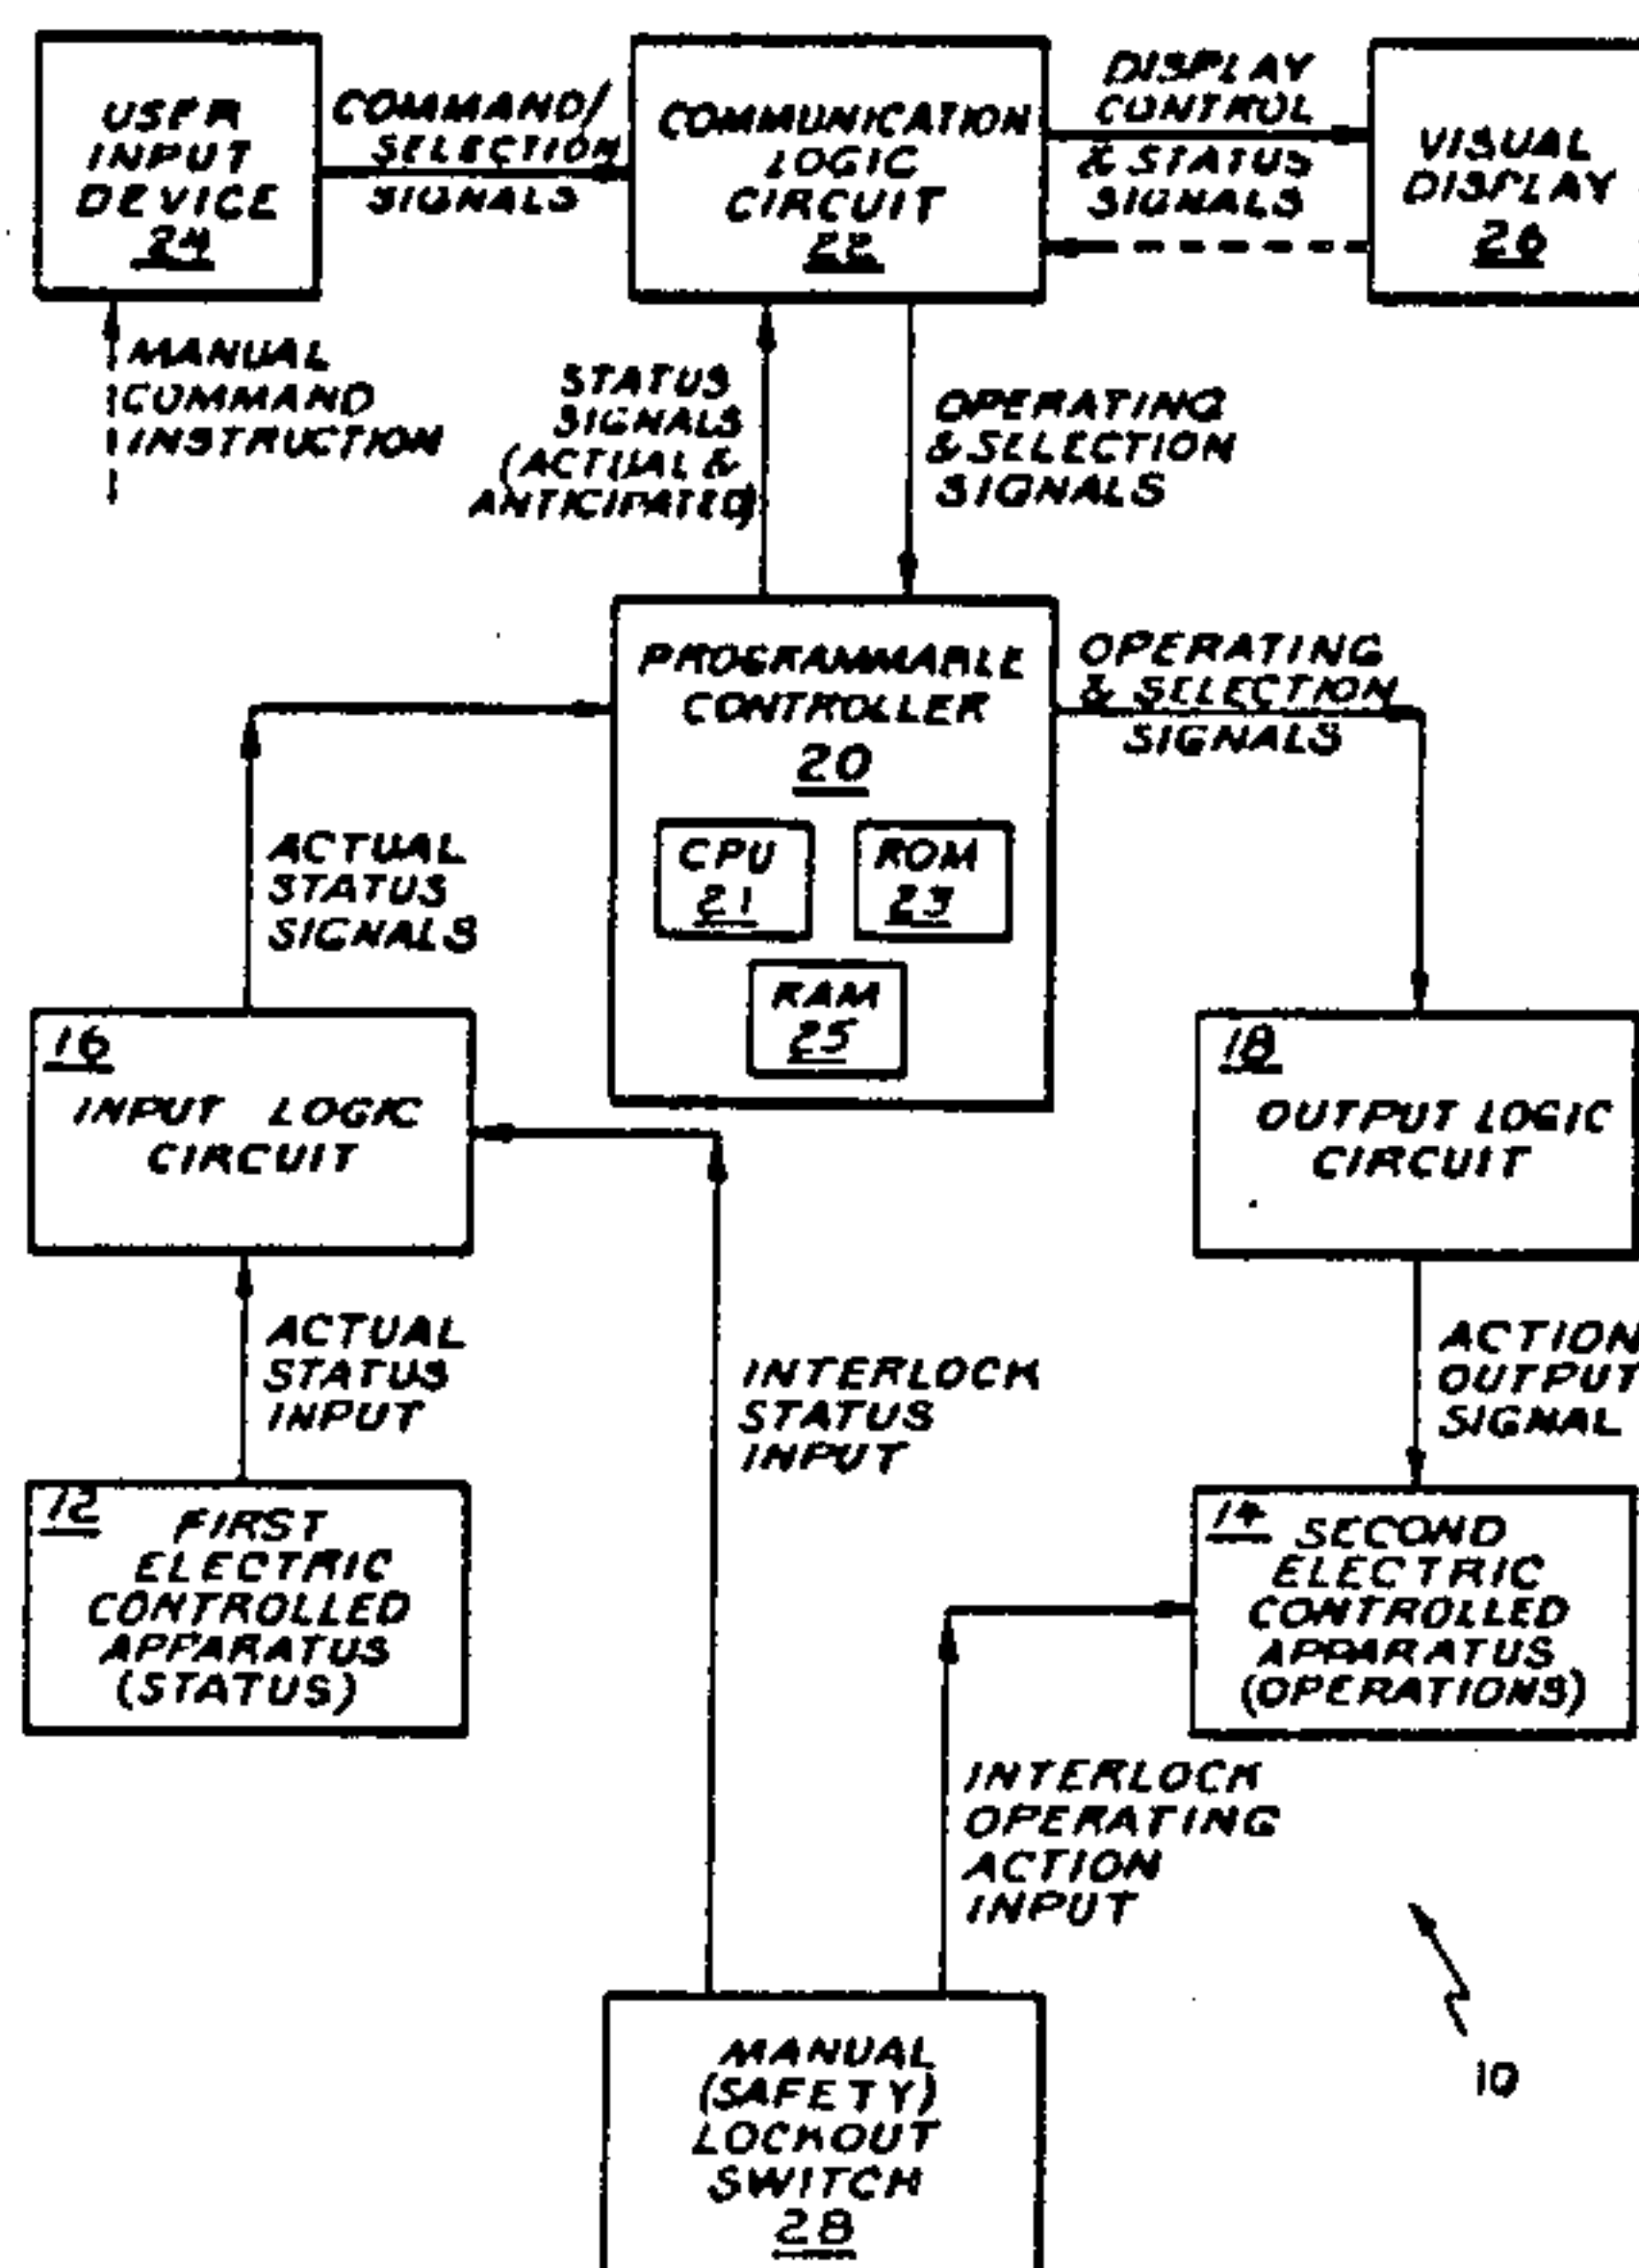 USER
INPUT
DEVICE
24
COMMAND/
SELECTION
SIGNALS
COMMUNICATION
LOGIC
CIRCUIT
22
DISPLAY
CONTROL
& STATUS
SIGNALS
VISUAL
DISPLAY
26
MANUAL
COMMAND
INSTRUCTION
STATUS
SIGNALS
(ACTUAL &
ANTICIPATED)
OPERATING
& SELECTION
SIGNALS
PROGRAMMABLE
CONTROLLER
20
CPU
21
ROM
23
RAM
25
OPERATING
& SELECTION
SIGNALS
ACTUAL
STATUS
SIGNALS
16
INPUT LOGIC
CIRCUIT
18
OUTPUT LOGIC
CIRCUIT
ACTUAL
STATUS
INPUT
INTERLOCK
STATUS
INPUT
ACTION
OUTPUT
SIGNAL
12
FIRST
ELECTRIC
CONTROLLED
APPARATUS
(STATUS)
14
SECOND
ELECTRIC
CONTROLLED
APPARATUS
(OPERATIONS)
INTERLOCK
OPERATING
ACTION
INPUT
10
MANUAL
(SAFETY)
LOCKOUT
SWITCH
28